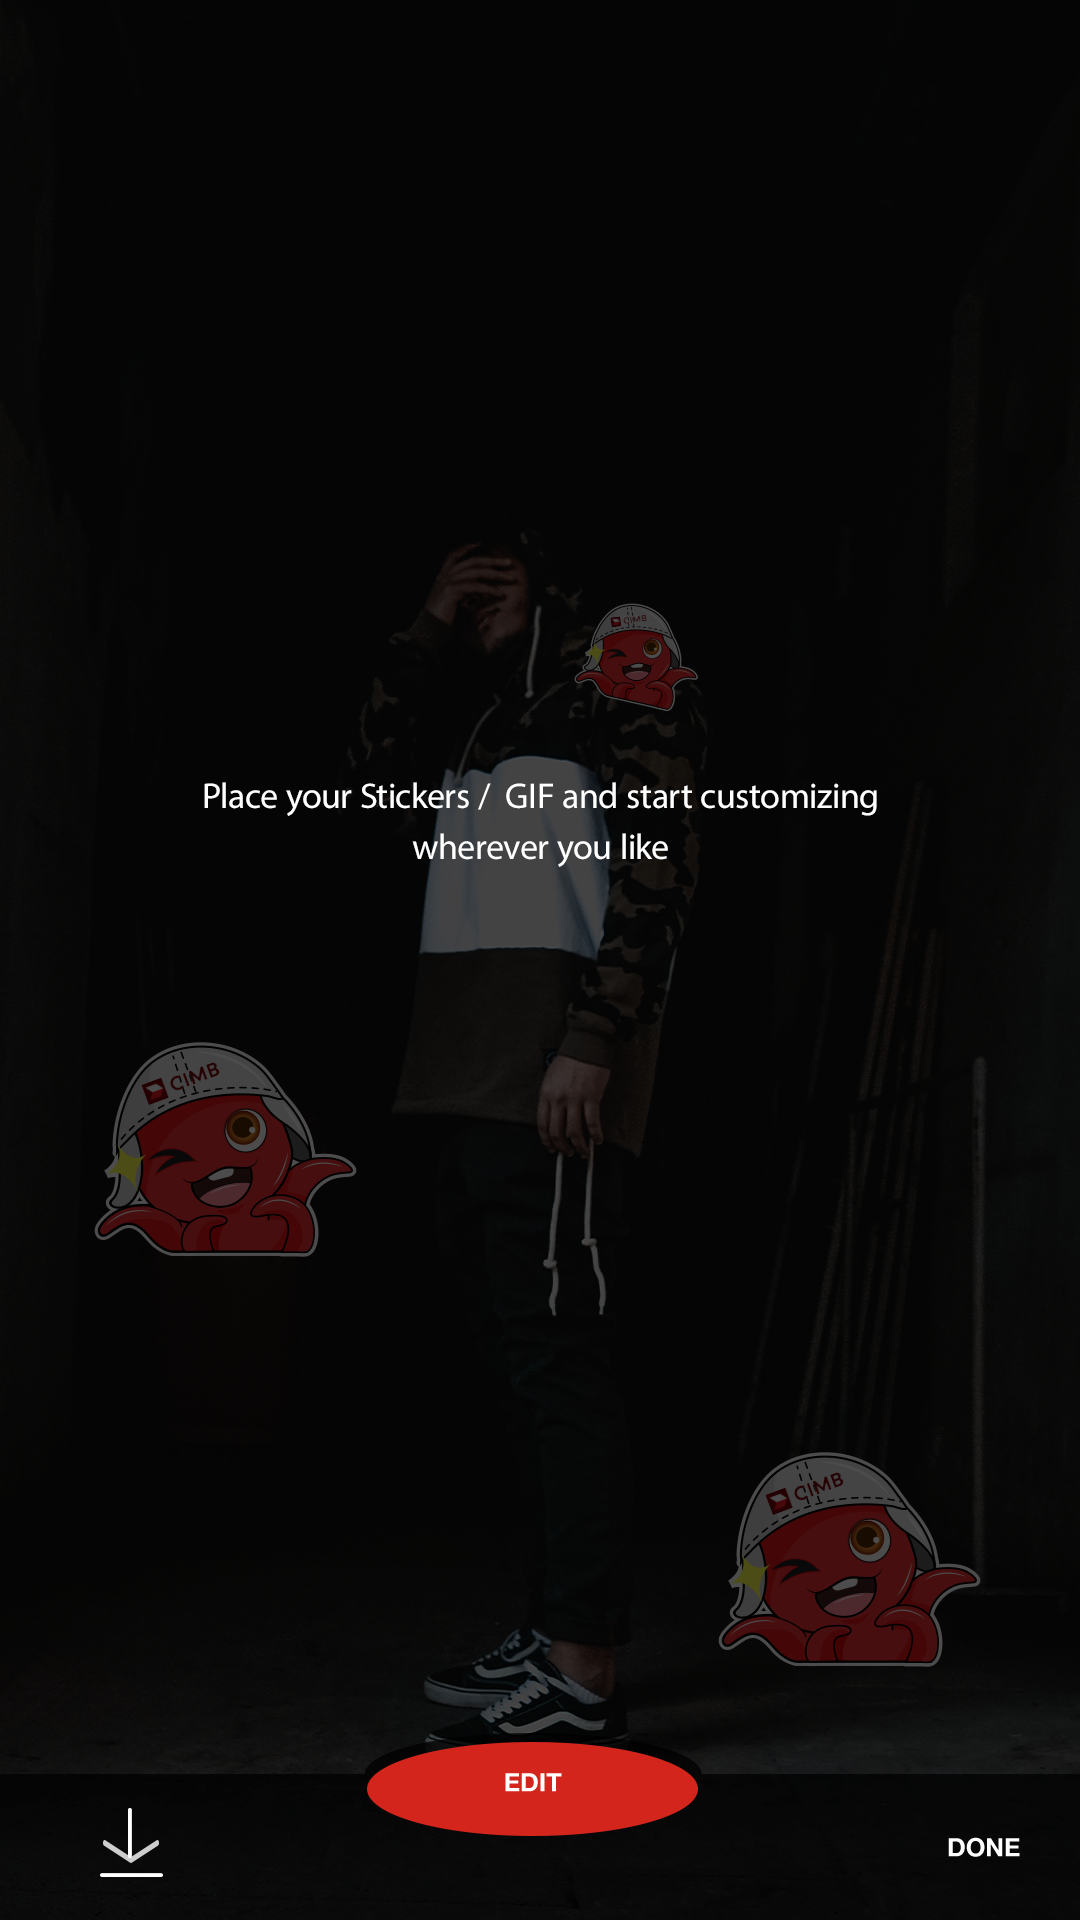 CIMB
Place your Stickers / GIF and start customizing
wherever you like
CIMB
CIMB
EDIT
DONE